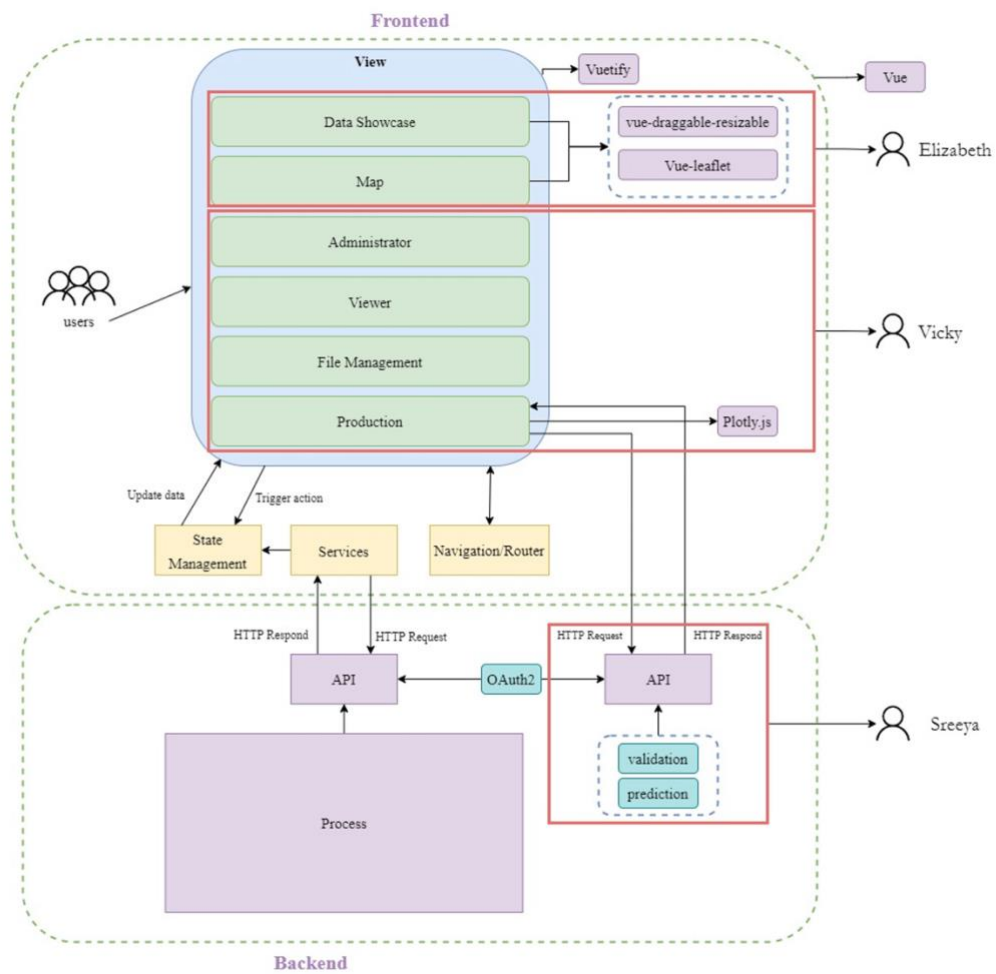 Frontend
View
Vuetify
Vue
Data Showcase
vue-draggable-resizable
Elizabeth
Map
Vue-leaflet
Administrator
users
Viewer
Vicky
File Management
Production
Plotly.js
Update data
Trigger action
State
Management
Services
Navigation/Router
HTTP Respond
HTTP Request
HTTP Request
HTTP Respond
API
OAuth2
API
Sreeya
validation
prediction
Process
Backend